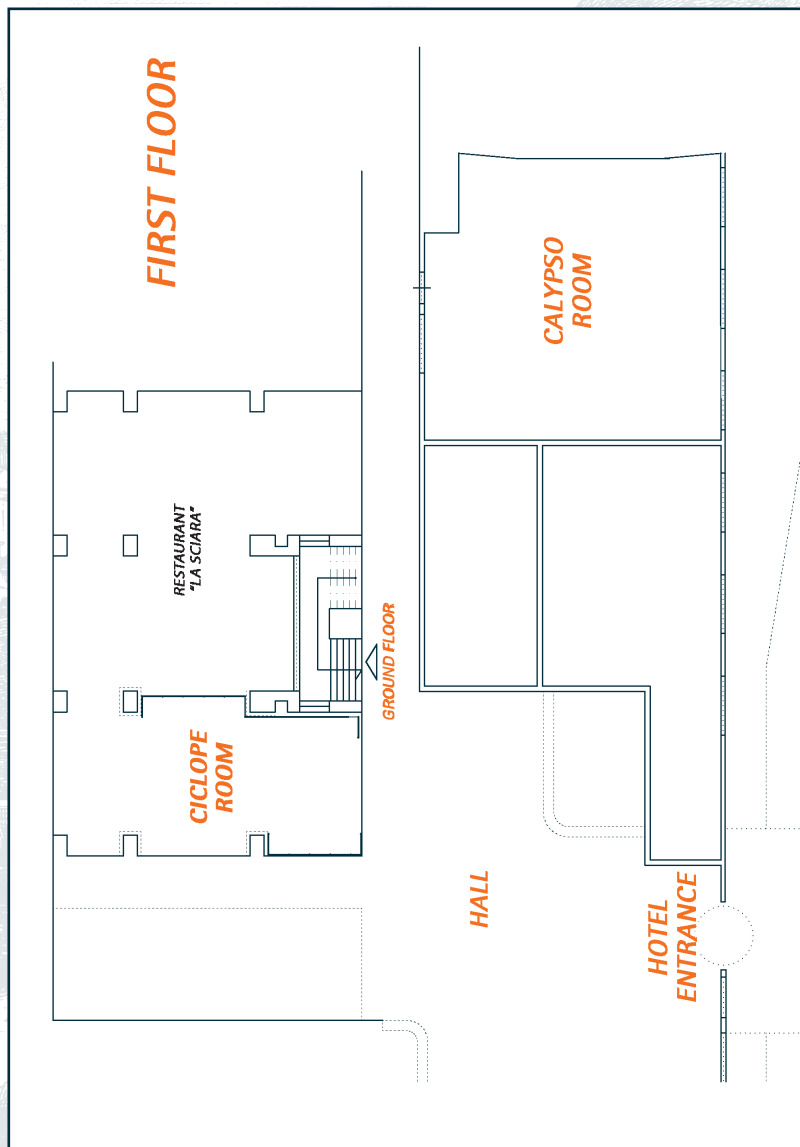 FIRST FLOOR
CALYPSO
ROOM
RESTAURANT
"LA SCIARA"
GROUND FLOOR
CICLOPE
ROOM
HALL
HOTEL
ENTRANCE